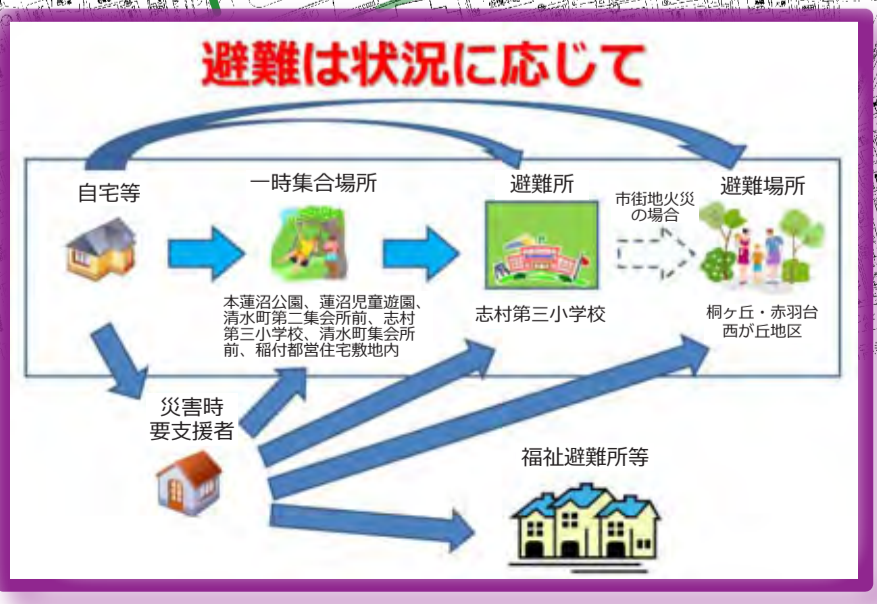 避難は状況に応じて
自宅等
一時集合場所
本蓮沼公園、蓮沼児童遊園、
清水町第二集会所前、志村
第三小学校、清水町集会所
前、稲付都営住宅敷地内
避難所
志村第三小学校
市街地火災
の場合
避難場所
桐ヶ丘・赤羽台
西が丘地区
災害時
要支援者
福祉避難所等